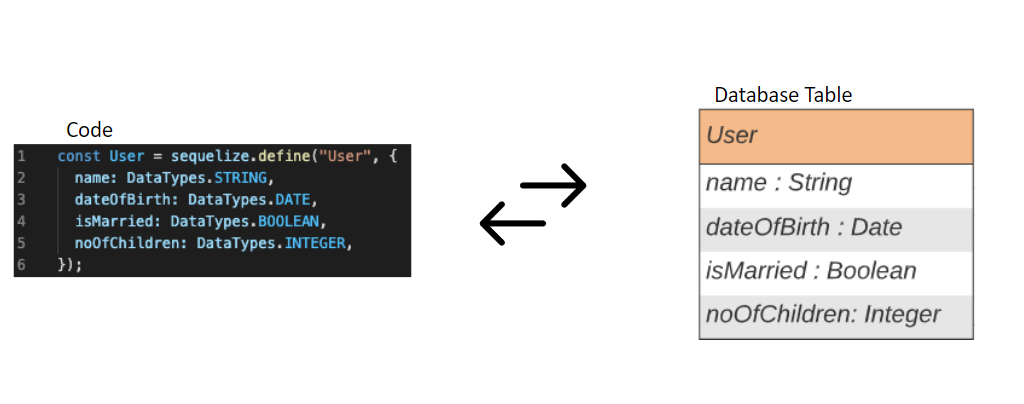 Code
1 const User = sequelize.define("User", {
2 name: DataTypes.STRING,
3 dateOfBirth: DataTypes.DATE,
4 isMarried: DataTypes.BOOLEAN,
5 noOfChildren: DataTypes.INTEGER,
6 });
Database Table
User
name : String
dateOfBirth : Date
isMarried : Boolean
noOfChildren: Integer